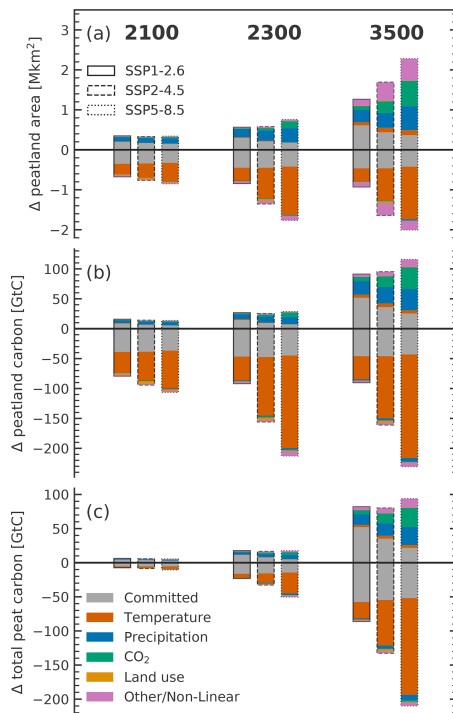 2100 2300 3500
(a)
SSP1-2.6
SSP2-4.5
SSP5-8.5
Δ peatland area [Mkm²]
3
2
1
0
−1
−2
(b)
Δ peatland carbon [GtC]
100
50
0
−50
−100
−150
−200
(c)
Δ total peat carbon [GtC]
100
50
0
−50
−100
−150
−200
Committed
Temperature
Precipitation
CO₂
Land use
Other/Non-Linear